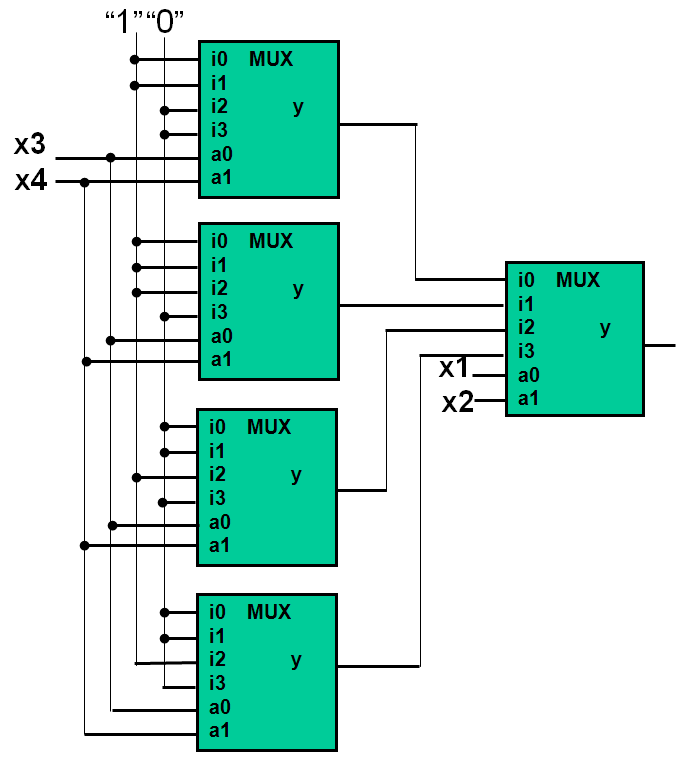 “1” “0”
i0 MUX
i1
i2 y
i3
a0
a1
x3
x4
i0 MUX
i1
i2 y
i3
a0
a1
i0 MUX
i1
i2 y
i3
a0
a1
i0 MUX
i1
i2 y
i3
a0
a1
i0 MUX
i1
i2 y
i3
a0
a1
x1
x2